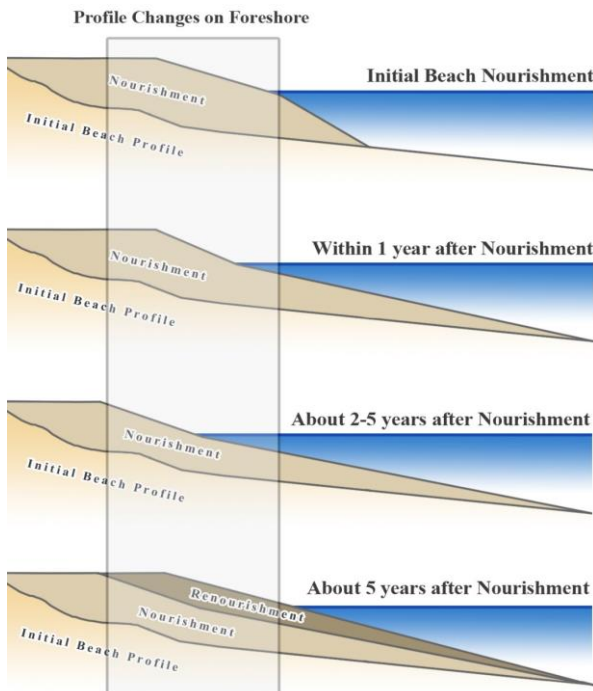 Profile Changes on Foreshore
Initial Beach Nourishment
Nourishment
Initial Beach Profile
Within 1 year after Nourishment
Nourishment
Initial Beach Profile
About 2-5 years after Nourishment
Nourishment
Initial Beach Profile
About 5 years after Nourishment
Renourishment
Nourishment
Initial Beach Profile